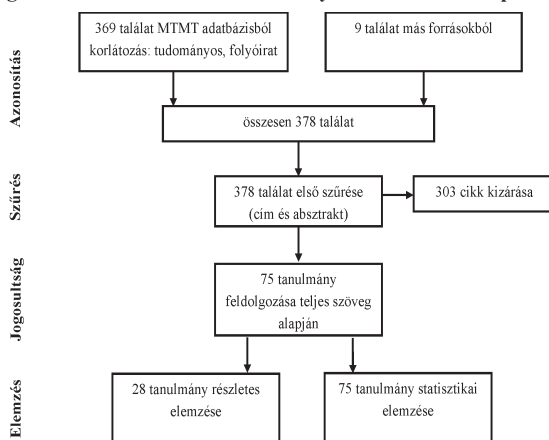 Azonosítás
369 találat MTMT adatbázisból
korlátozás: tudományos, folyóirat
9 találat más forrásokból
összesen 378 találat
Szűrés
378 találat első szűrése
(cím és absztrakt)
303 cikk kizárása
Jogosultság
75 tanulmány
feldolgozása teljes szöveg
alapján
Elemzés
28 tanulmány részletes
elemzése
75 tanulmány statisztikai
elemzése